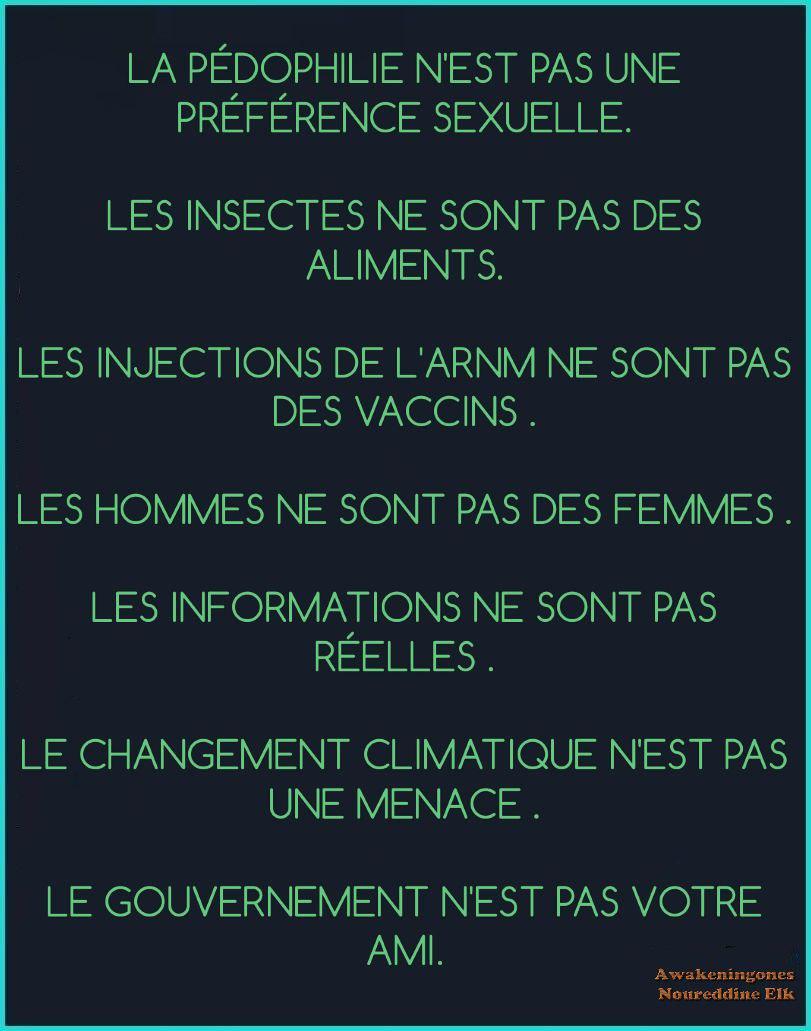 LA PÉDOPHILIE N'EST PAS UNE
PRÉFÉRENCE SEXUELLE.
LES INSECTES NE SONT PAS DES
ALIMENTS.
LES INJECTIONS DE L'ARNM NE SONT PAS
DES VACCINS .
LES HOMMES NE SONT PAS DES FEMMES .
LES INFORMATIONS NE SONT PAS
RÉELLES .
LE CHANGEMENT CLIMATIQUE N'EST PAS
UNE MENACE .
LE GOUVERNEMENT N'EST PAS VOTRE
AMI.
Awakeningones
Noureddine Elk